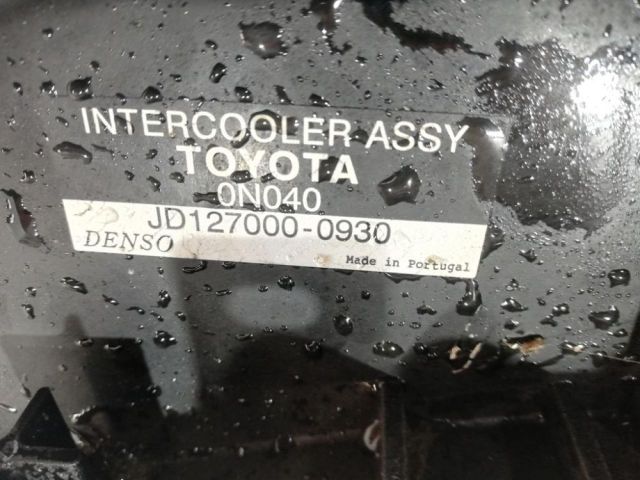 INTERCOOLER ASSY
TOYOTA
0N040
JD127000-0930
DENSO
Made in Portugal